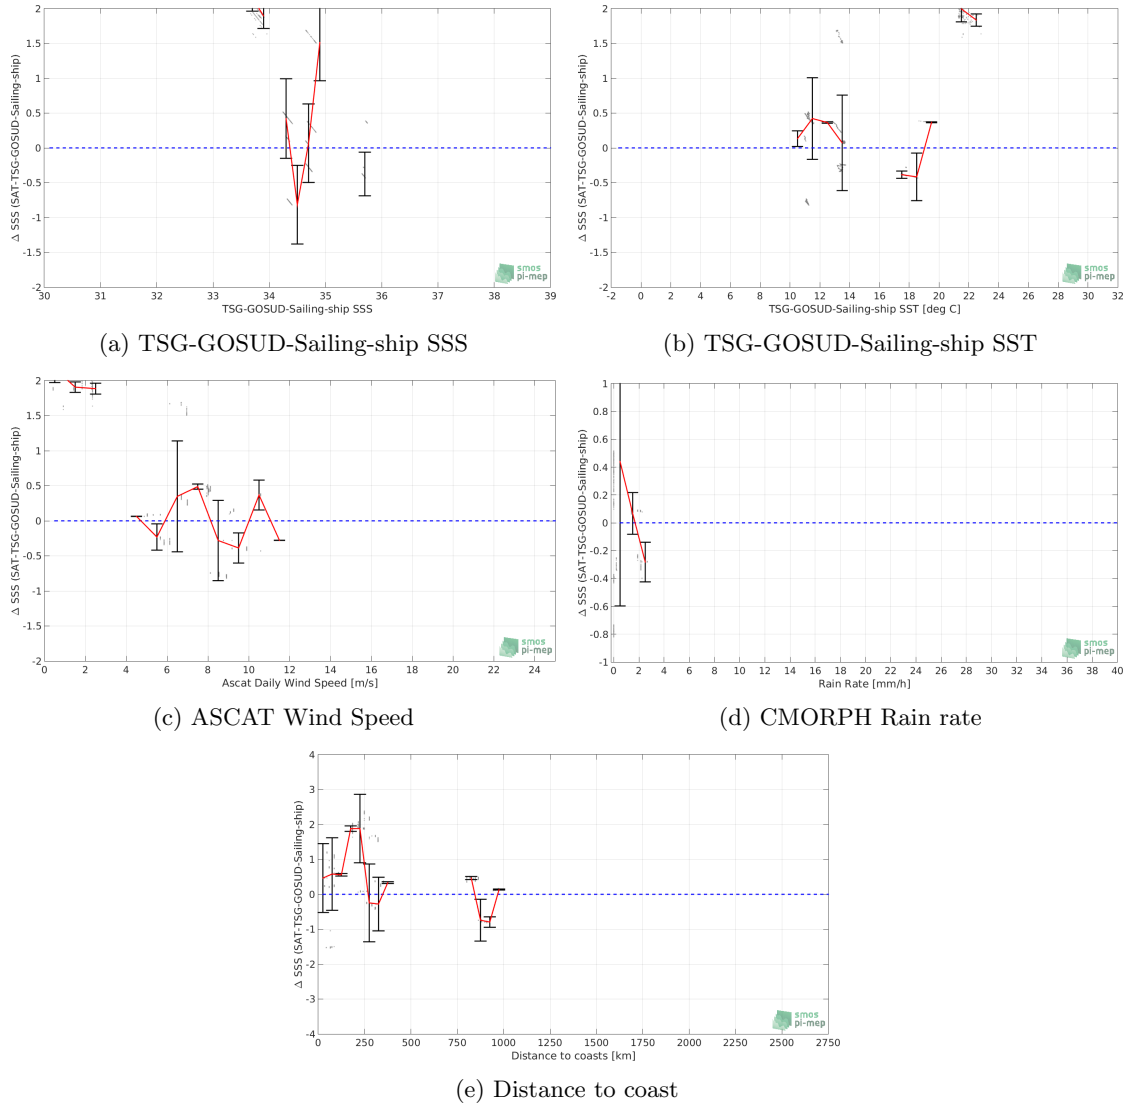 Δ SSS (SAT-TSG-GOSUD-Sailing-ship)
2
1.5
1
0.5
0
-0.5
-1
-1.5
-2
30 31 32 33 34 35 36 37 38 39
TSG-GOSUD-Sailing-ship SSS
smos
pi-mep
(a) TSG-GOSUD-Sailing-ship SSS
Δ SSS (SAT-TSG-GOSUD-Sailing-ship)
2
1.5
1
0.5
0
-0.5
-1
-1.5
-2
-2 0 2 4 6 8 10 12 14 16 18 20 22 24 26 28 30 32
TSG-GOSUD-Sailing-ship SST [deg C]
smos
pi-mep
(b) TSG-GOSUD-Sailing-ship SST
Δ SSS (SAT-TSG-GOSUD-Sailing-ship)
2
1.5
1
0.5
0
-0.5
-1
-1.5
-2
0 2 4 6 8 10 12 14 16 18 20 22 24
Ascat Daily Wind Speed [m/s]
smos
pi-mep
(c) ASCAT Wind Speed
Δ SSS (SAT-TSG-GOSUD-Sailing-ship)
1
0.8
0.6
0.4
0.2
0
-0.2
-0.4
-0.6
-0.8
-1
0 2 4 6 8 10 12 14 16 18 20 22 24 26 28 30 32 34 36 38 40
Rain Rate [mm/h]
smos
pi-mep
(d) CMORPH Rain rate
Δ SSS (SAT-TSG-GOSUD-Sailing-ship)
4
3
2
1
0
-1
-2
-3
-4
0 250 500 750 1000 1250 1500 1750 2000 2250 2500 2750
Distance to coasts [km]
smos
pi-mep
(e) Distance to coast